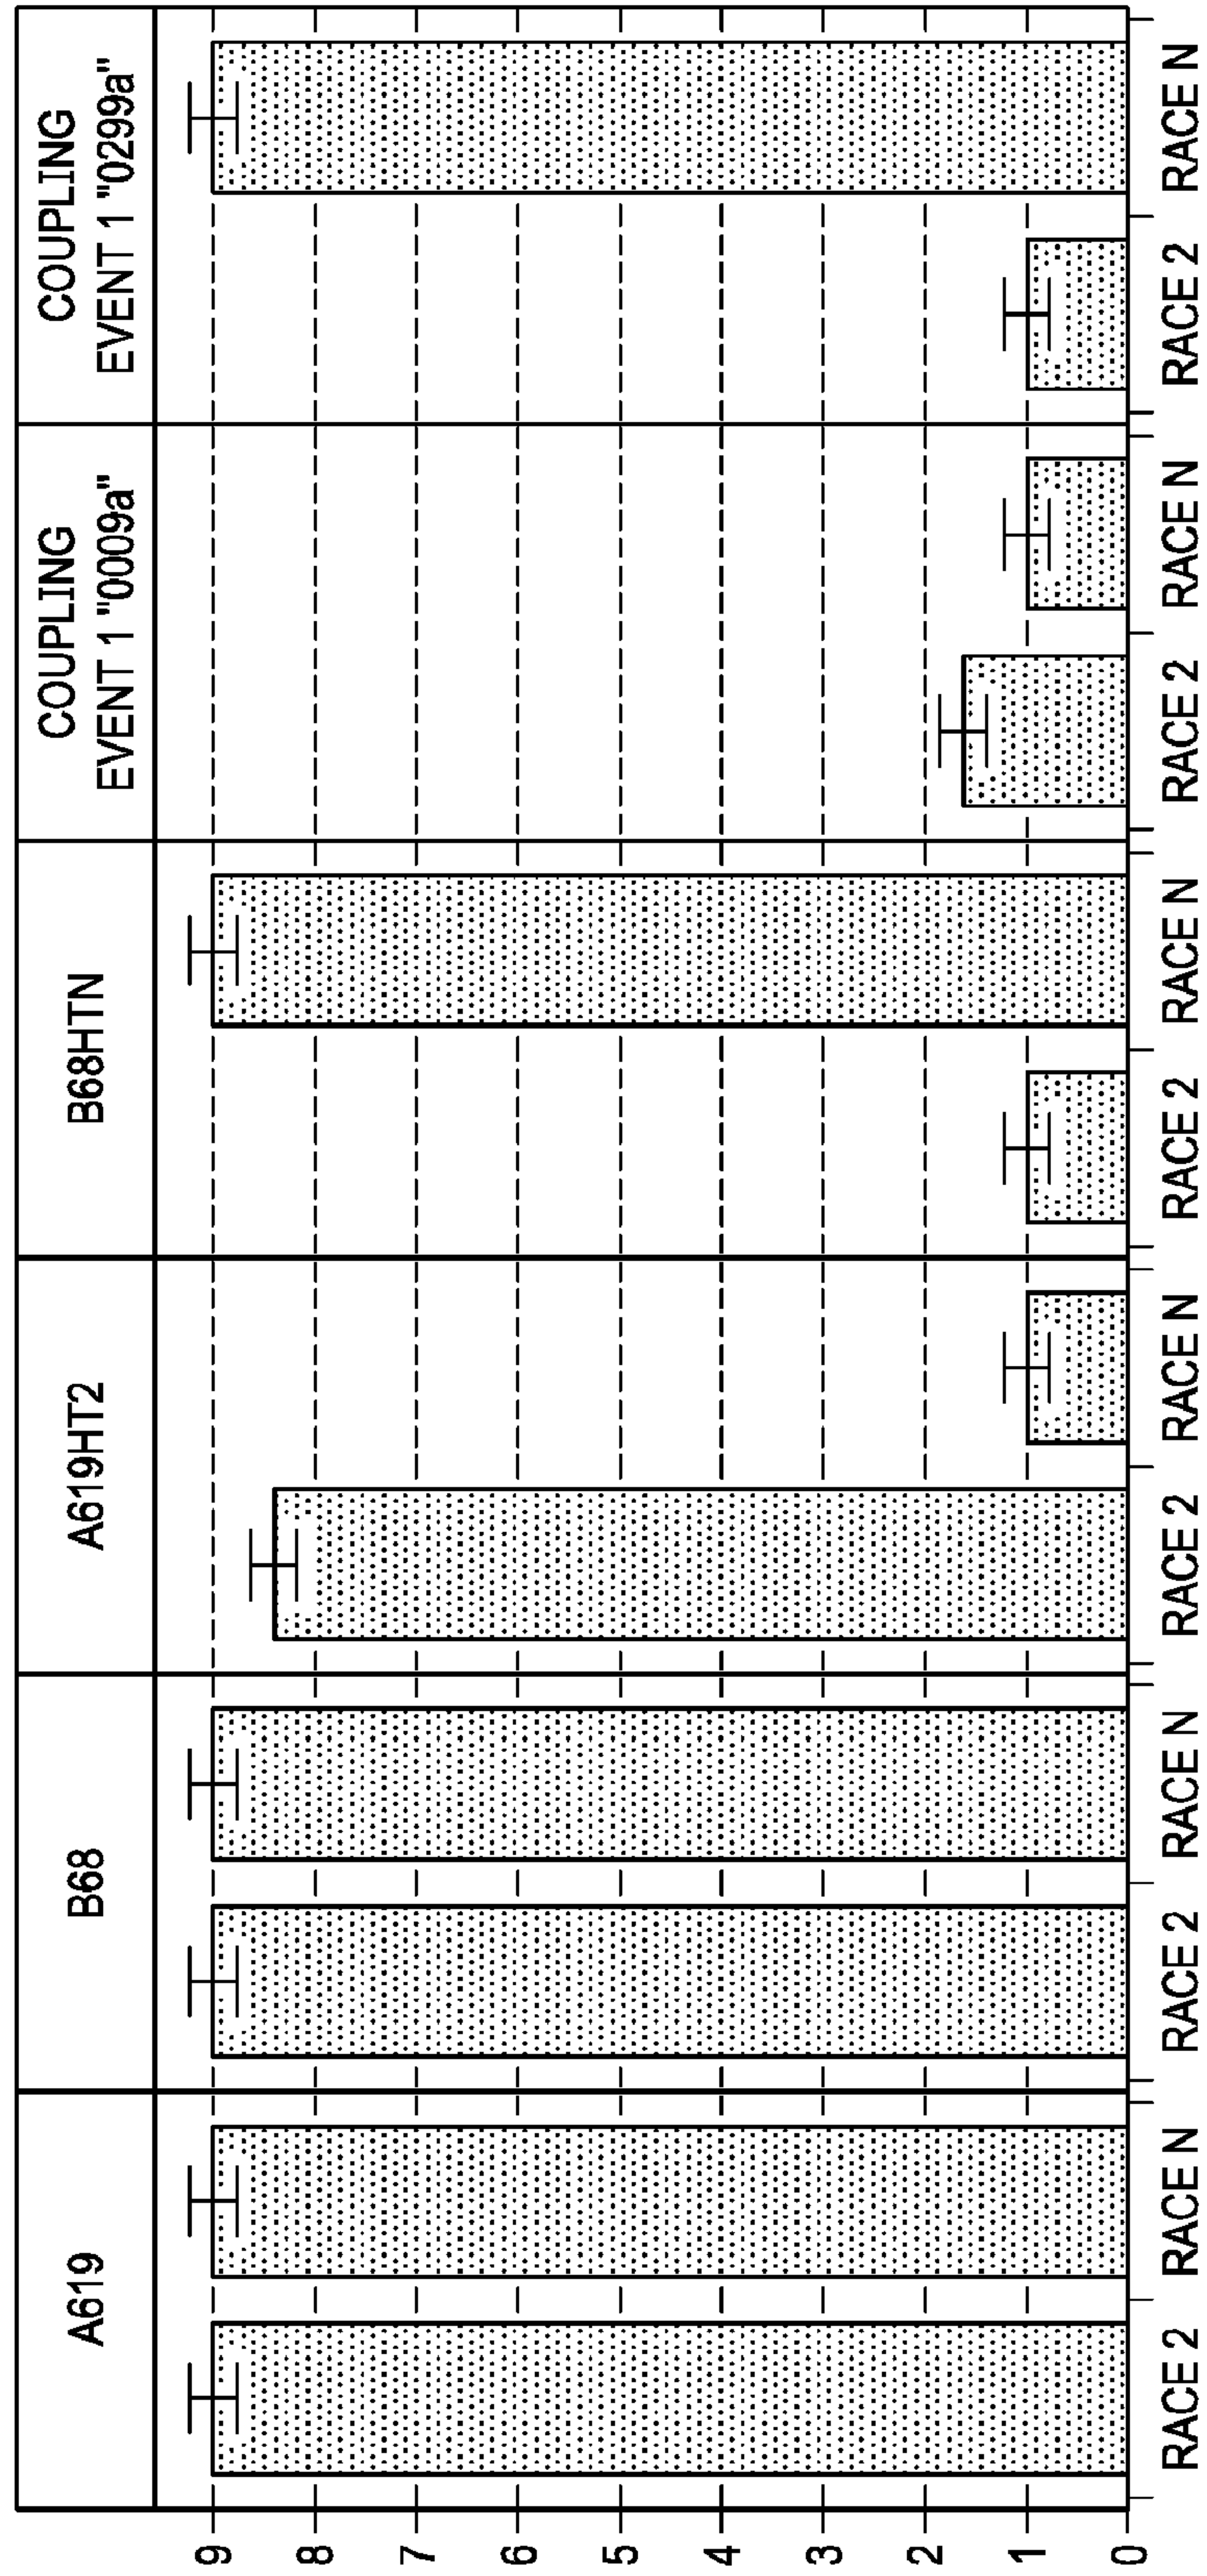 A619
B68
A619HT2
B68HTN
COUPLING
EVENT 1 "0009a"
COUPLING
EVENT 1 "0299a"
9
8
7
6
5
4
3
2
1
0
RACE 2
RACE N
RACE 2
RACE N
RACE 2
RACE N
RACE 2
RACE N
RACE 2
RACE N
RACE 2
RACE N